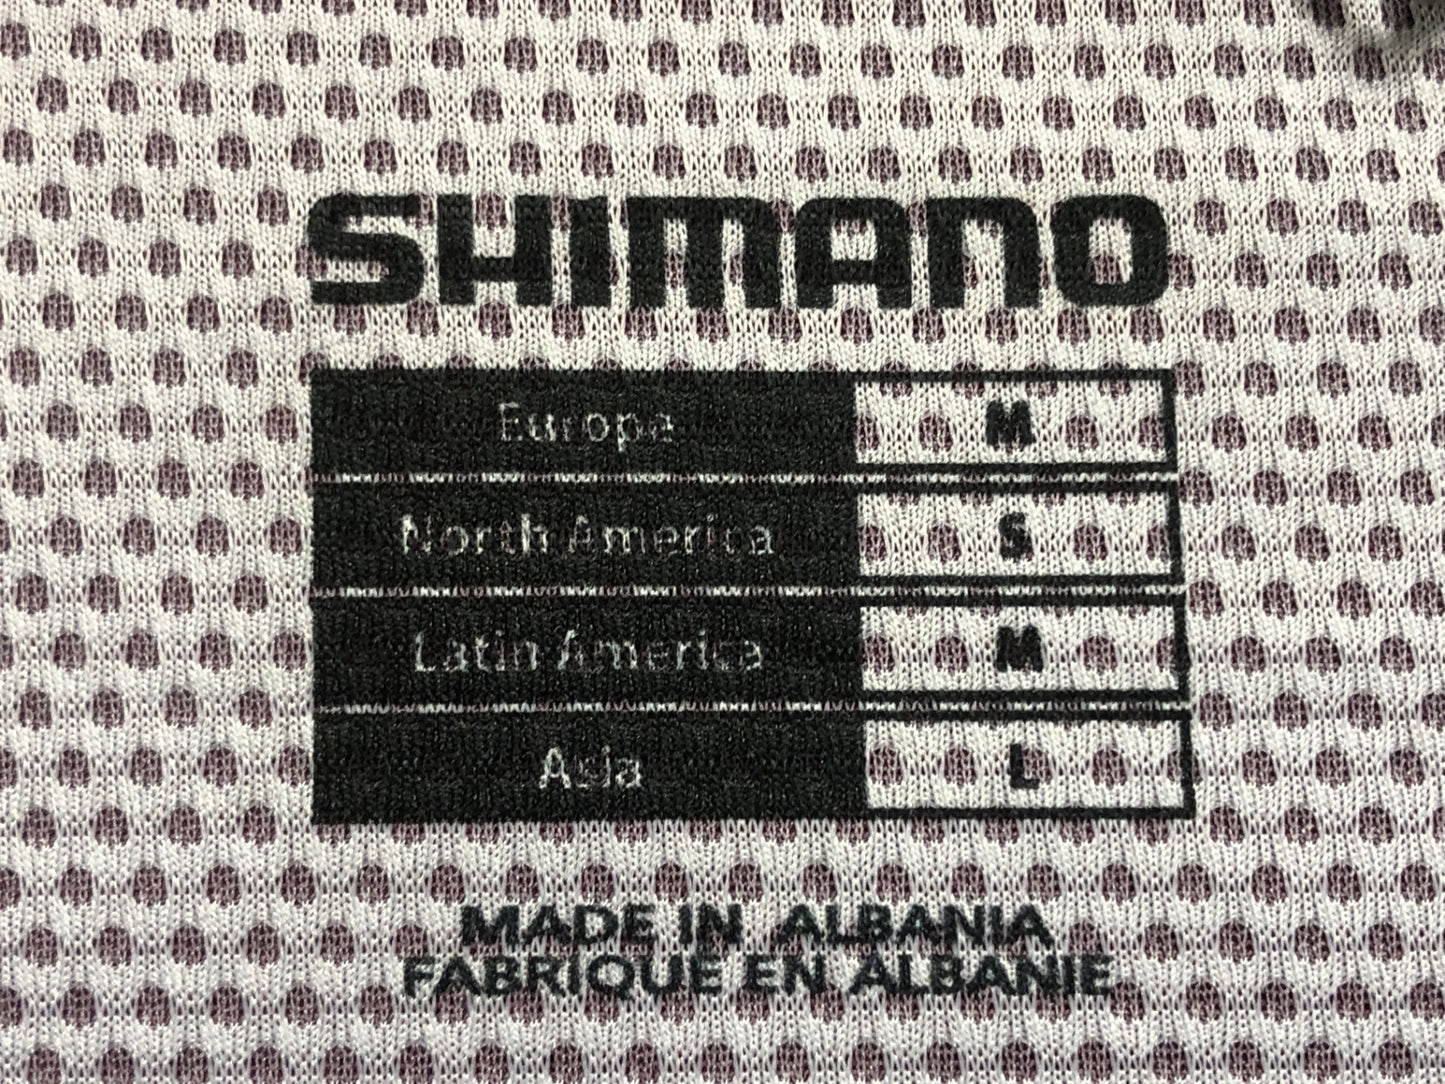 SHIMANO
Europe M
North America S
Latin America M
Asia L
MADE IN ALBANIA
FABRIQUE EN ALBANIE